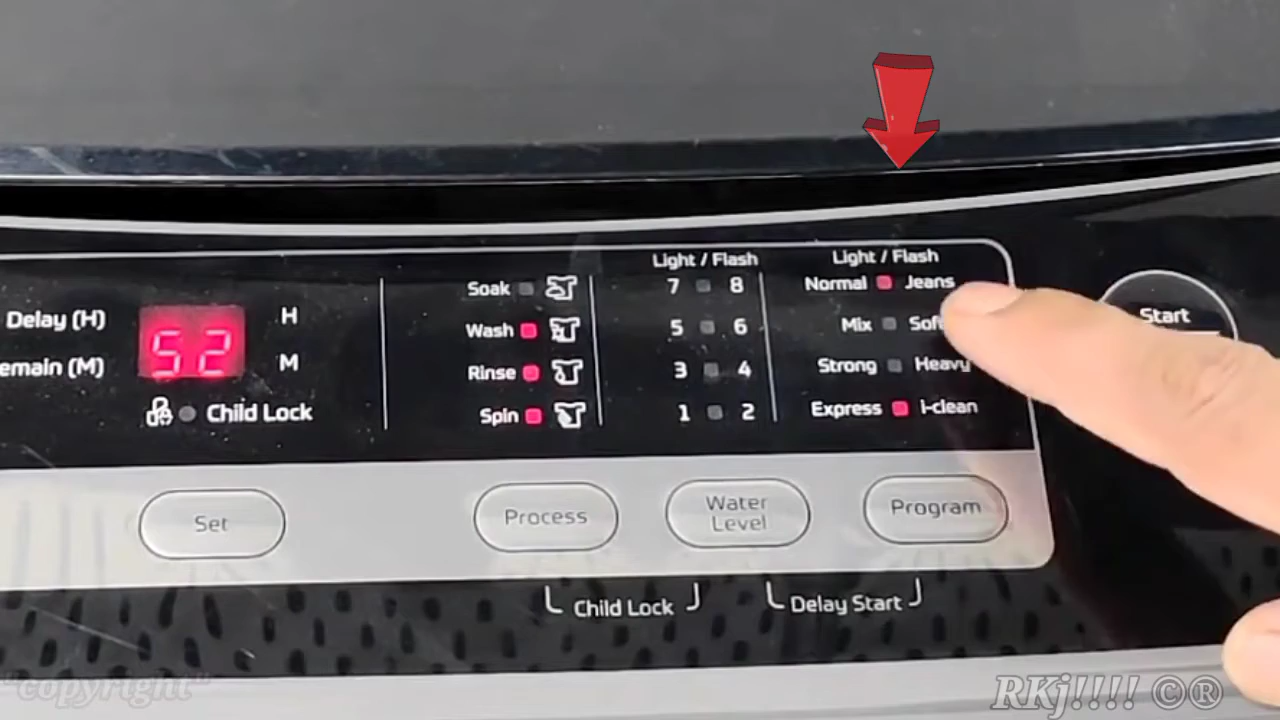 Light / Flash
Light / Flash
Delay (H)
52
H
Soak
7
8
Normal
Jeans
Wash
5
6
Mix
emain (M)
M
Rinse
3
4
Strong
Heavy
Child Lock
Spin
1
2
Express
i-clean
Start
Set
Process
Water
Level
Program
Child Lock
Delay Start
"copyright"
RKj!!!! ©®